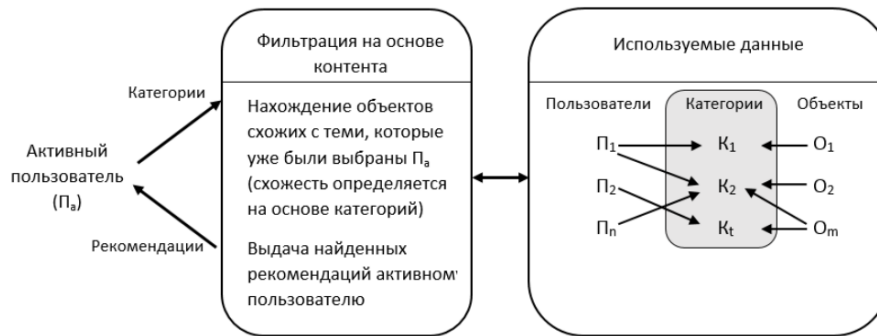 Категории
Активный
пользователь
(Пₐ)
Рекомендации
Фильтрация на основе
контента
Нахождение объектов
схожих с теми, которые
уже были выбраны Пₐ
(схожесть определяется
на основе категорий)
Выдача найденных
рекомендаций активному
пользователю
Используемые данные
Пользователи Категории Объекты
П₁ К₁ О₁
П₂ К₂ О₂
Пₙ Кₜ Оₘ